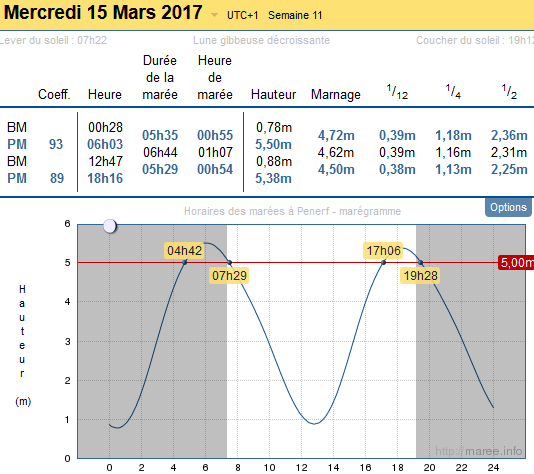 Mercredi 15 Mars 2017 UTC+1 Semaine 11
Lever du soleil : 07h22 Lune gibbeuse décroissante Coucher du soleil : 19h1
Durée Heure
de la de
Coeff. Heure marée marée Hauteur Marnage 1/12 1/4 1/2
BM 00h28 0,78m
05h35 00h55 4,72m 0,39m 1,18m 2,36m
PM 93 06h03 5,50m
06h44 01h07 4,62m 0,39m 1,16m 2,31m
BM 12h47 0,88m
05h29 00h54 4,50m 0,38m 1,13m 2,25m
PM 89 18h16 5,38m
Options
Horaires des marées à Penerf - marégramme
6
04h42 17h06
5 5,00m
07h29 19h28
4
Hauteur
3
2
(m)
1
http://maree.info
0 2 4 6 8 10 12 14 16 18 20 22 24